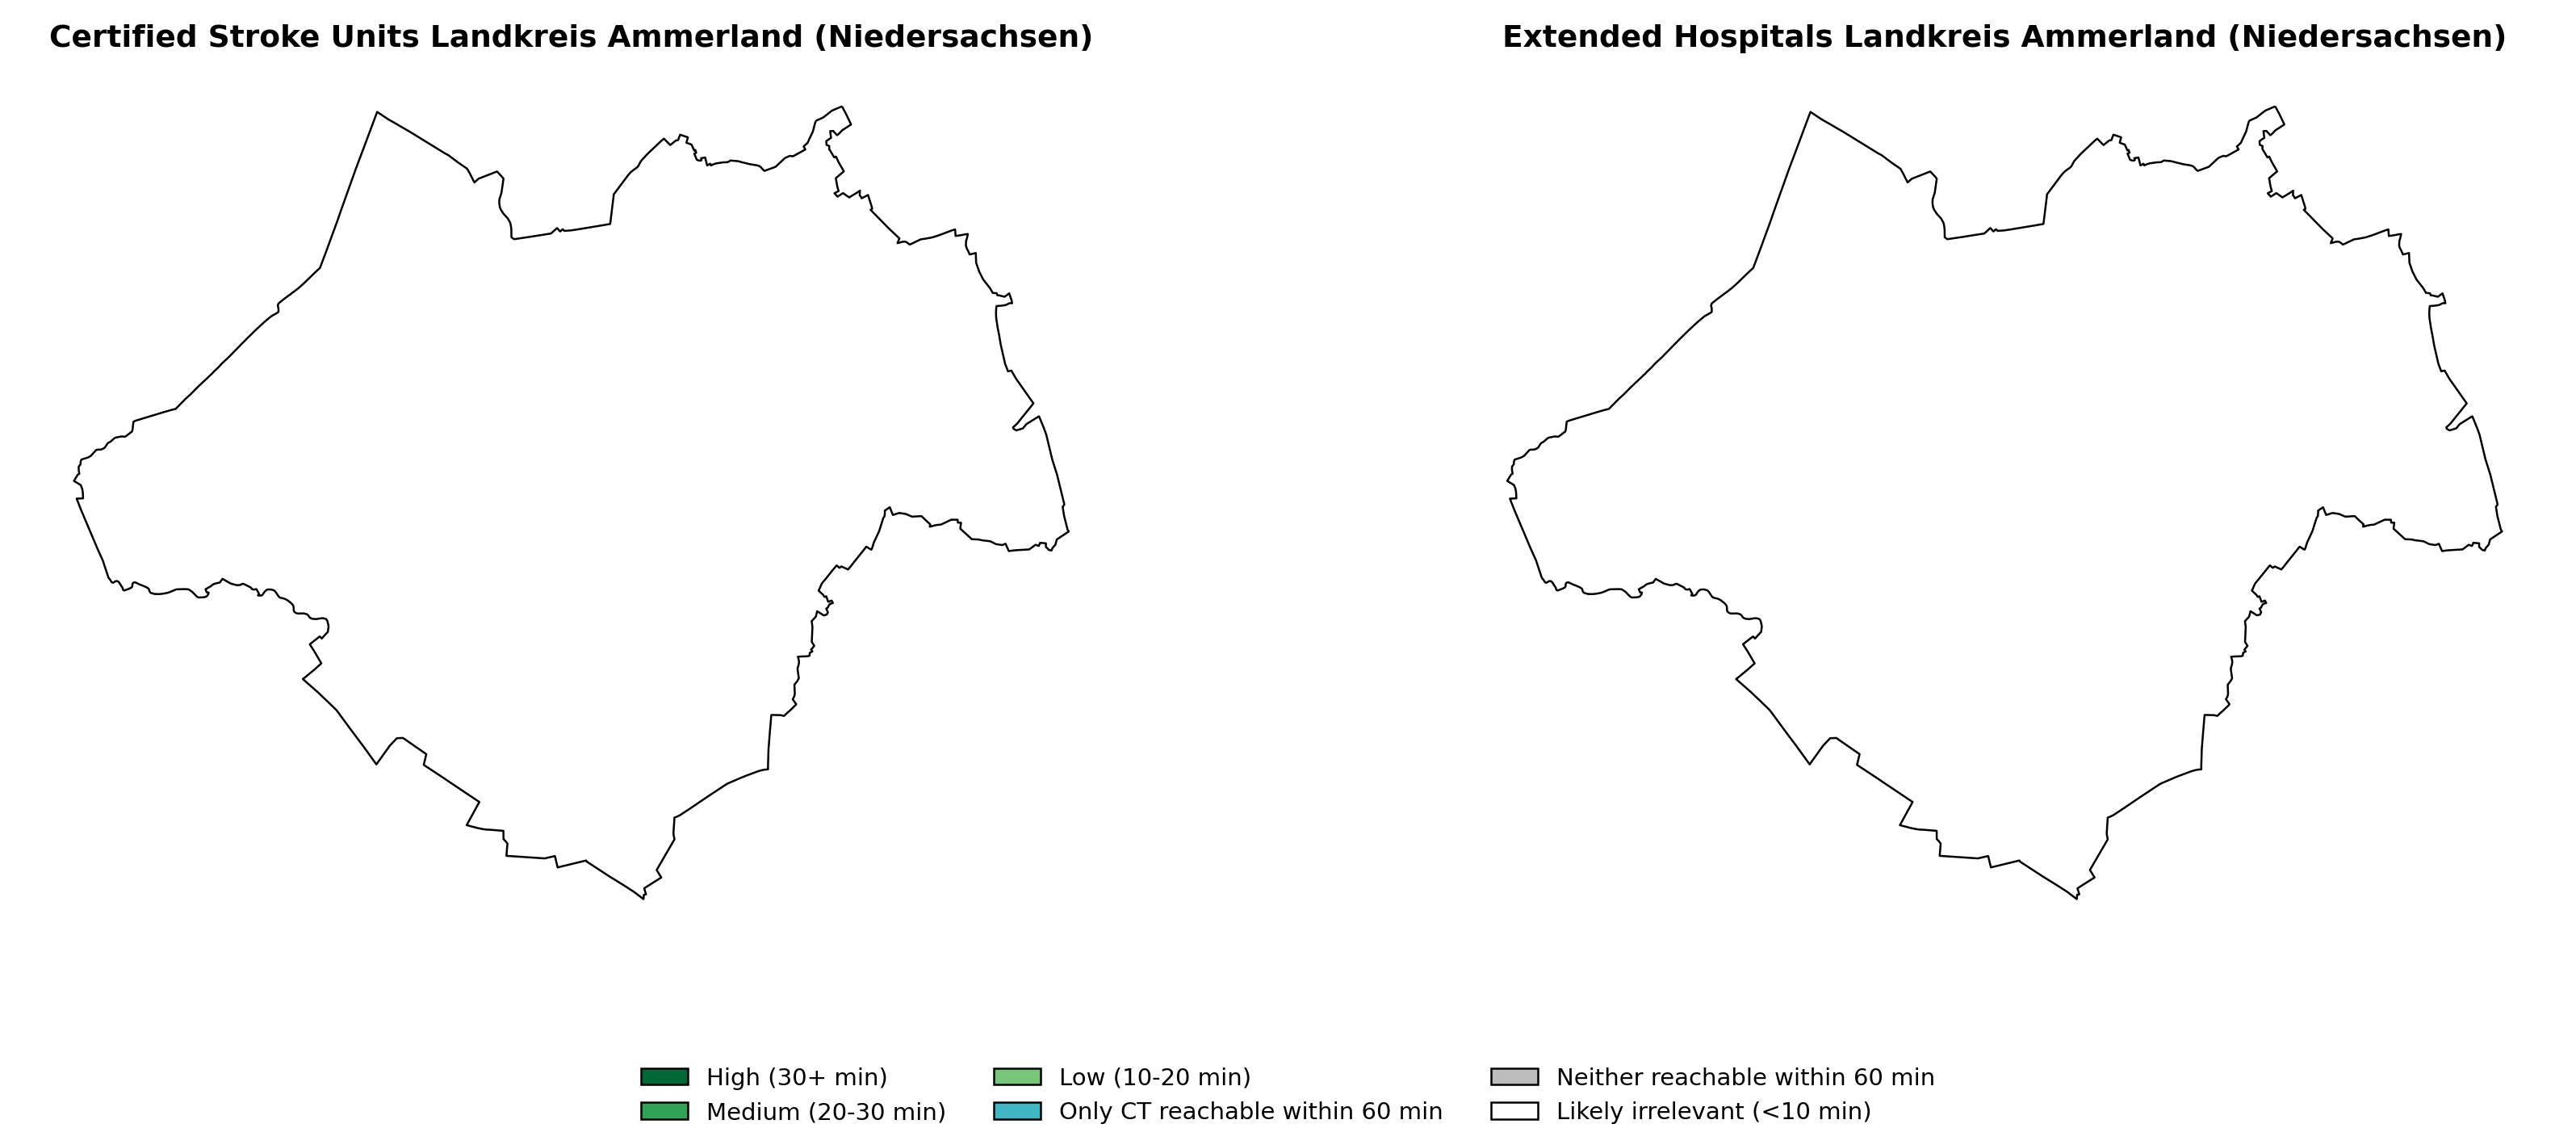 Certified Stroke Units Landkreis Ammerland (Niedersachsen)
Extended Hospitals Landkreis Ammerland (Niedersachsen)
High (30+ min)
Medium (20-30 min)
Low (10-20 min)
Only CT reachable within 60 min
Neither reachable within 60 min
Likely irrelevant (<10 min)